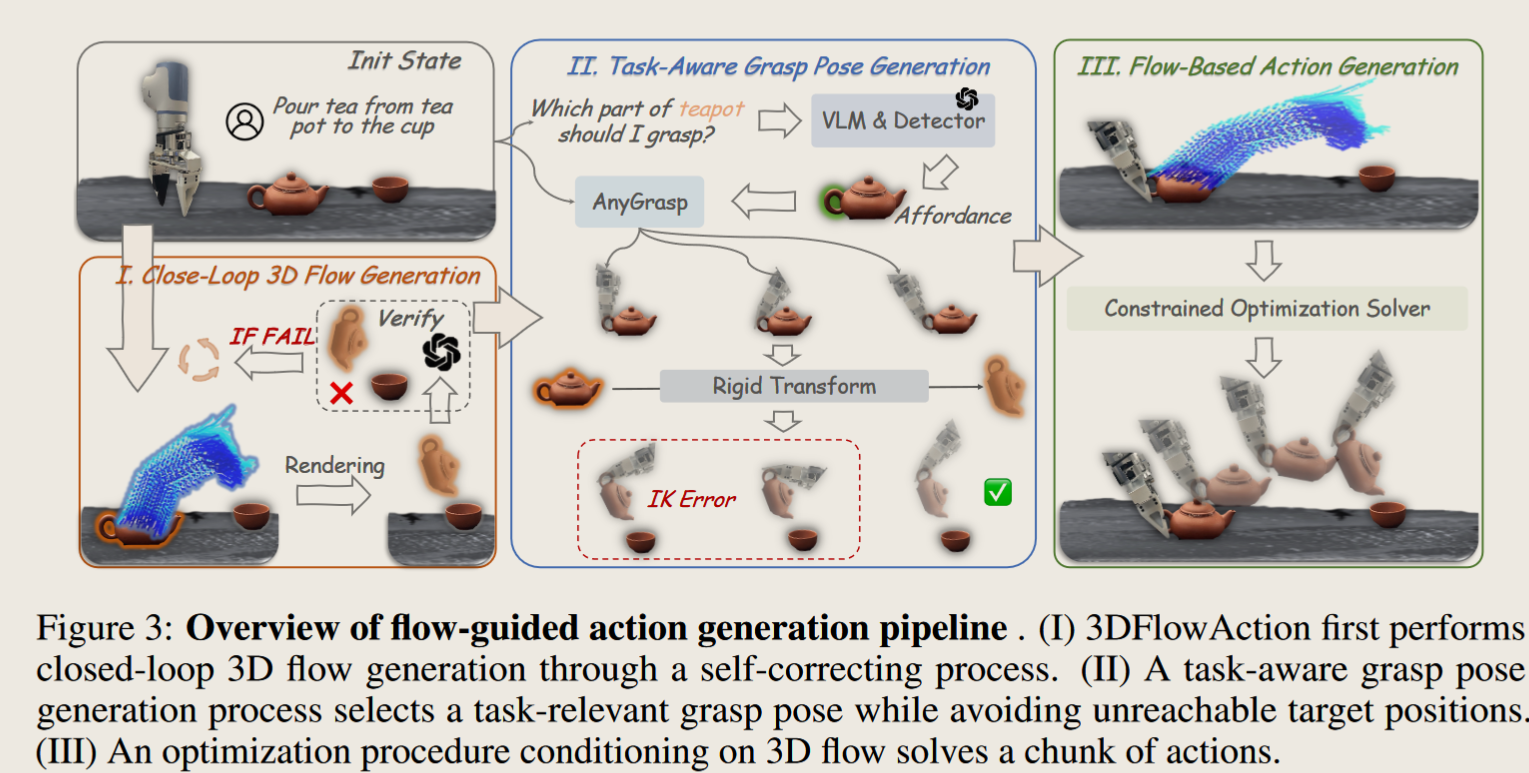 Init State
Pour tea from tea
pot to the cup
I. Close-Loop 3D Flow Generation
IF FAIL
Verify
Rendering
II. Task-Aware Grasp Pose Generation
Which part of teapot
should I grasp?
VLM & Detector
AnyGrasp
Affordance
Rigid Transform
IK Error
III. Flow-Based Action Generation
Constrained Optimization Solver
Figure 3: Overview of flow-guided action generation pipeline . (I) 3DFlowAction first performs
closed-loop 3D flow generation through a self-correcting process. (II) A task-aware grasp pose
generation process selects a task-relevant grasp pose while avoiding unreachable target positions.
(III) An optimization procedure conditioning on 3D flow solves a chunk of actions.